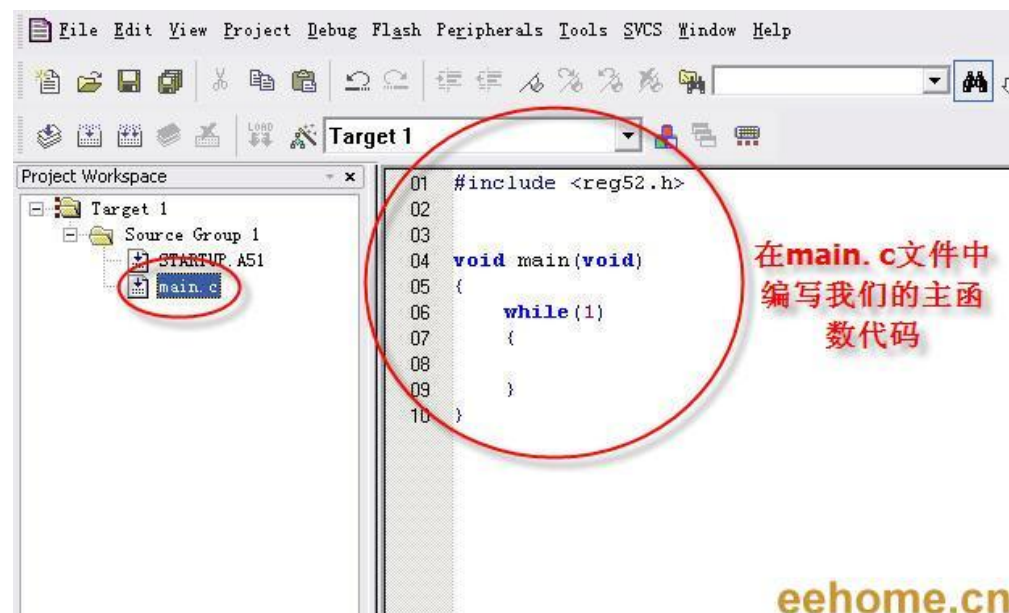 File Edit View Project Debug Flash Peripherals Tools SVCS Window Help
LOAD
Target 1
Project Workspace
Target 1
Source Group 1
STARTUP.A51
main.c
01 #include <reg52.h>
02
03
04 void main(void)
05 {
06 while(1)
07 {
08
09 }
10 }
在main.c文件中
编写我们的主函
数代码
eehome.cn